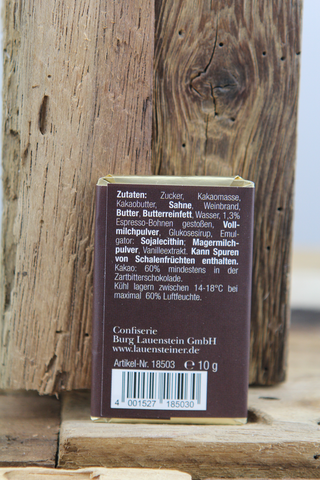 Zutaten: Zucker, Kakaomasse,
Kakaobutter, Sahne, Weinbrand,
Butter, Butterreinfett, Wasser, 1,3%
Espresso-Bohnen gestoßen, Voll-
milchpulver, Glukosesirup, Emul-
gator: Sojalecithin; Magermilch-
pulver, Vanilleextrakt. Kann Spuren
von Schalenfrüchten enthalten.
Kakao: 60% mindestens in der
Zartbitterschokolade.
Kühl lagern zwischen 14-18°C bei
maximal 60% Luftfeuchte.
Confiserie
Burg Lauenstein GmbH
www.lauensteiner.de
Artikel-Nr. 18503 ℮ 10 g
4 001527 185030